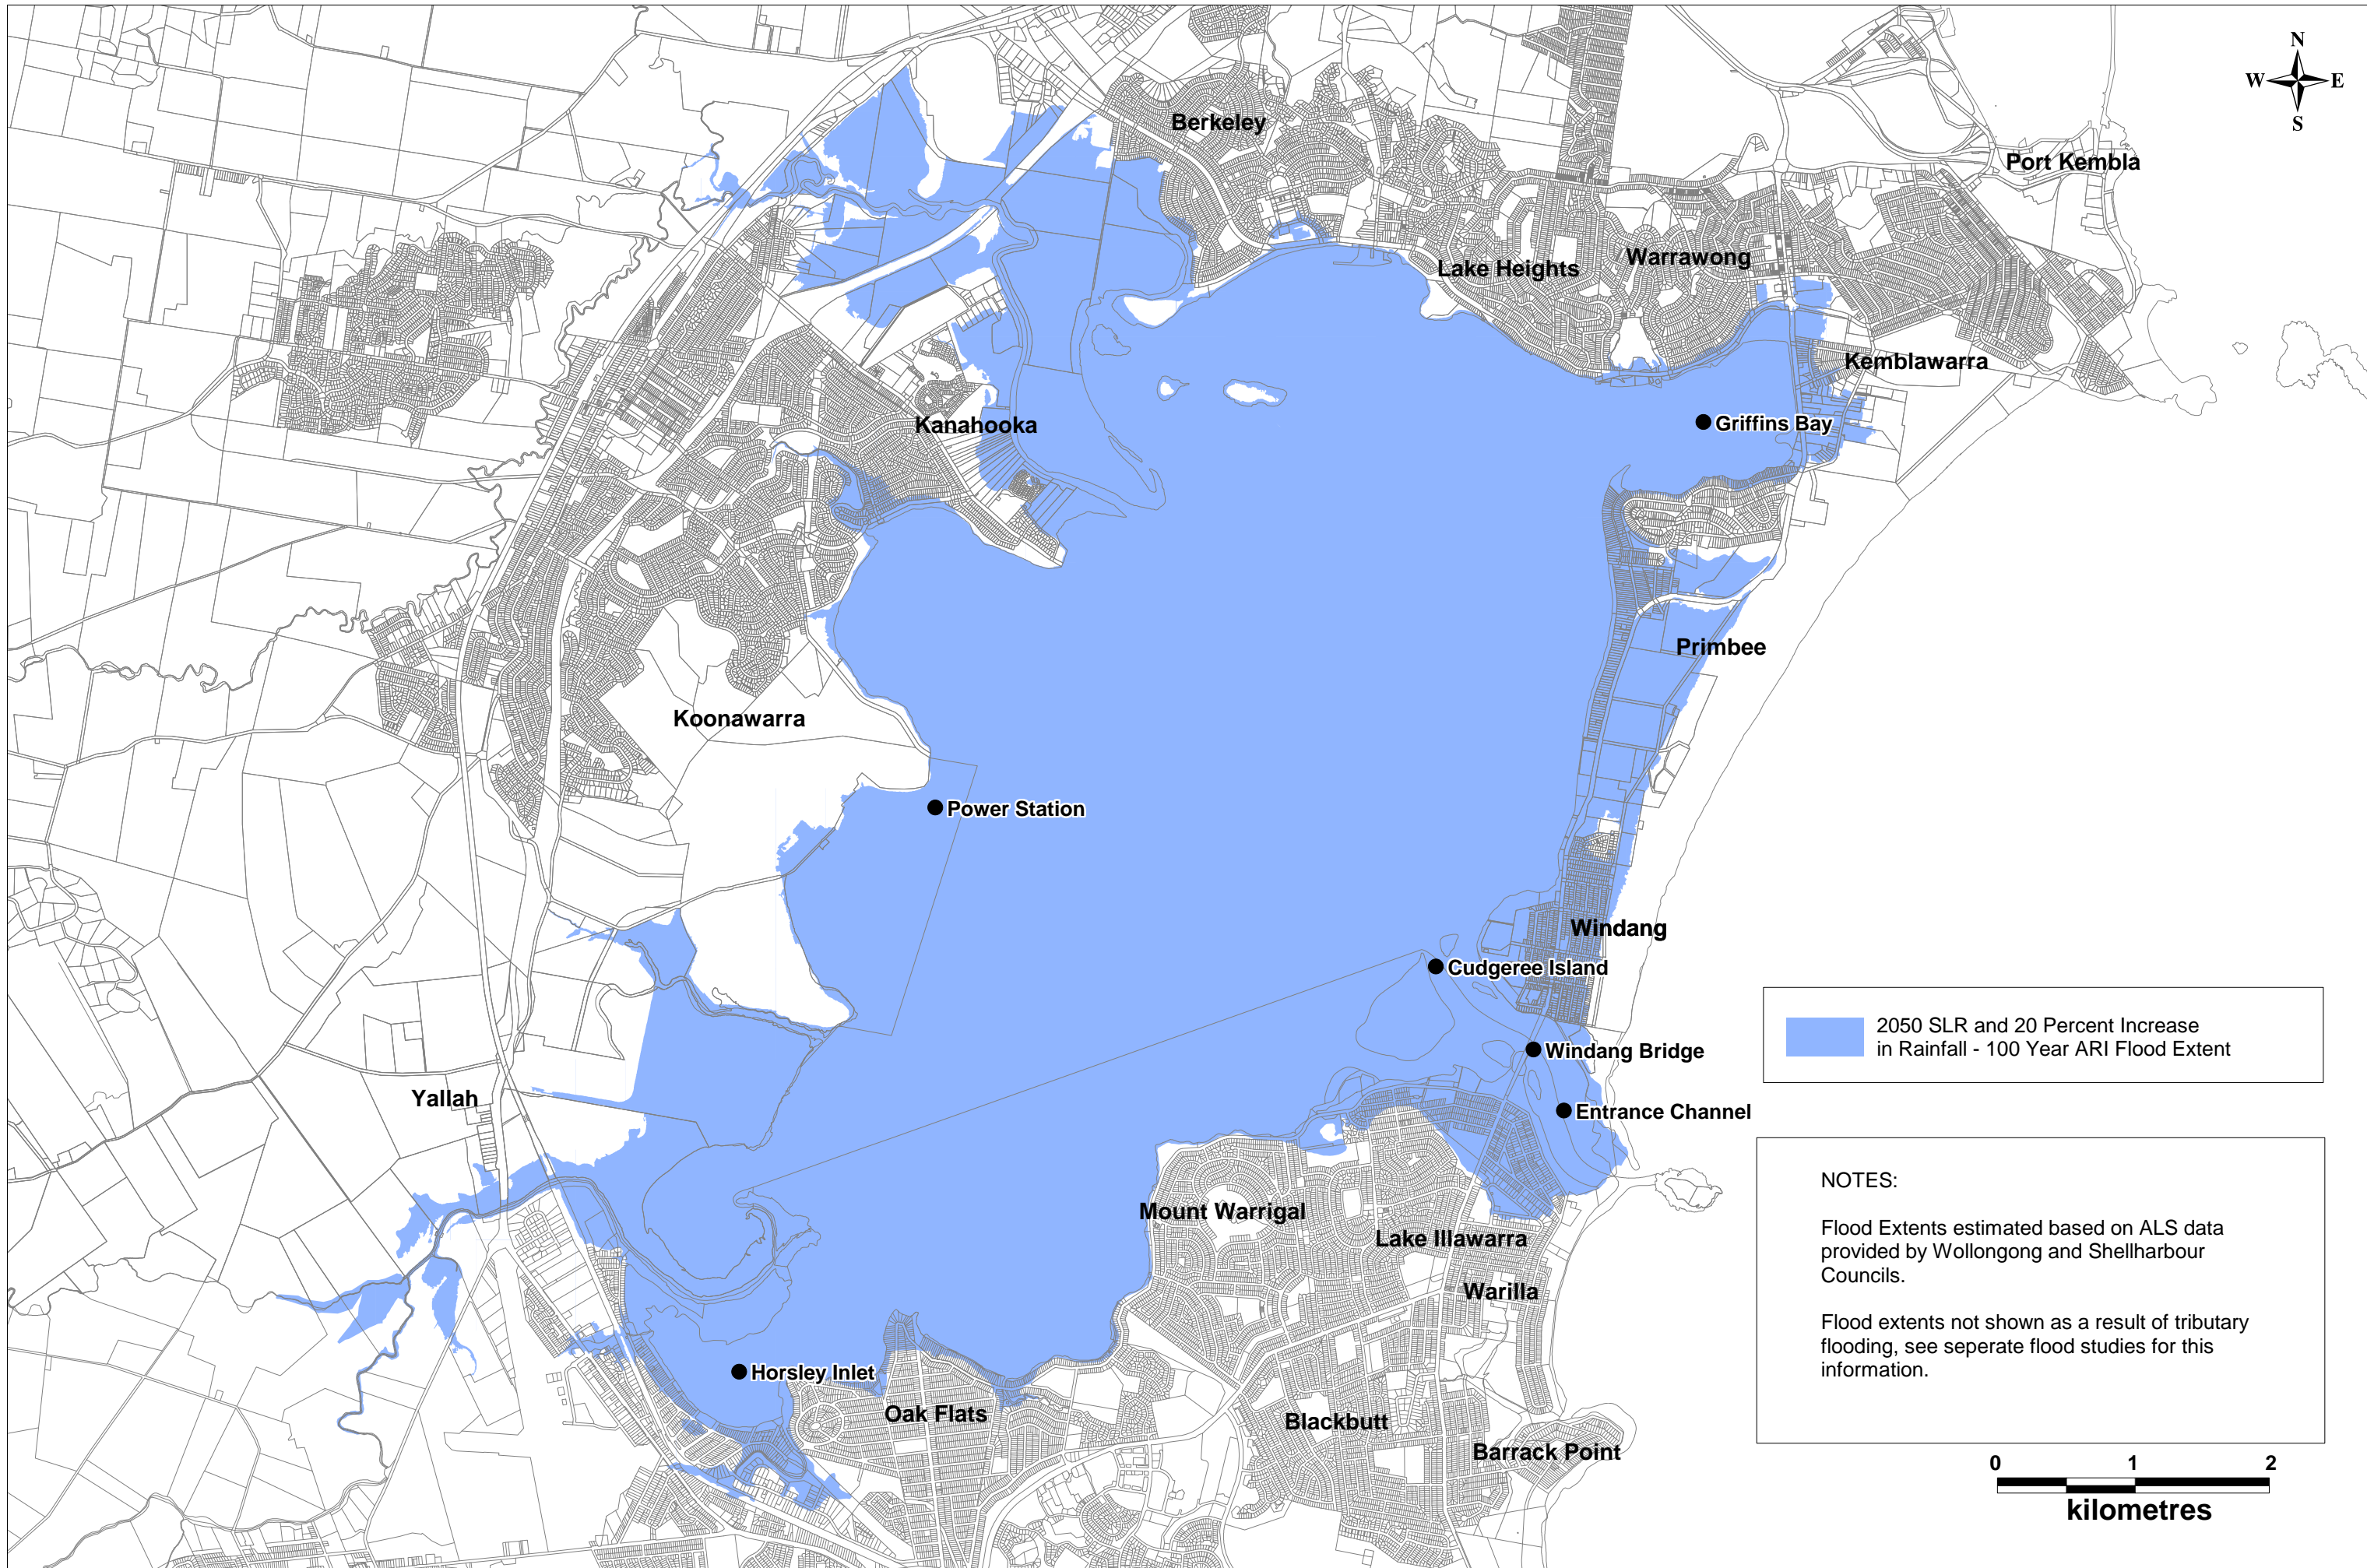 N
W E
S
Berkeley
Port Kembla
Lake Heights
Warrawong
Kemblawarra
Griffins Bay
Kanahooka
Primbee
Koonawarra
Power Station
Windang
Cudgeree Island
Windang Bridge
Entrance Channel
Yallah
Mount Warrigal
Lake Illawarra
Warilla
Horsley Inlet
Oak Flats
Blackbutt
Barrack Point
2050 SLR and 20 Percent Increase
in Rainfall - 100 Year ARI Flood Extent
NOTES:
Flood Extents estimated based on ALS data
provided by Wollongong and Shellharbour
Councils.
Flood extents not shown as a result of tributary
flooding, see seperate flood studies for this
information.
0 1 2
kilometres